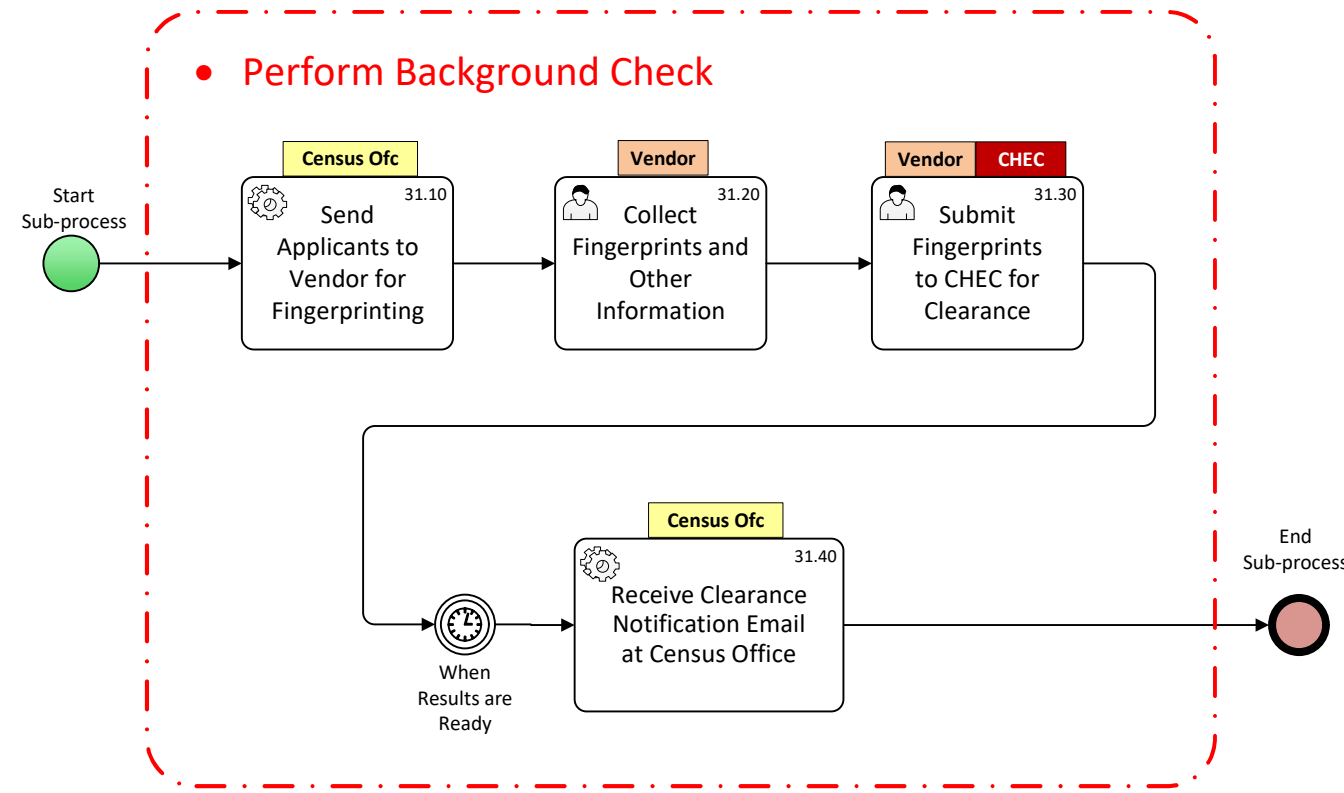 • Perform Background Check
Start
Sub-process
Census Ofc
31.10
Send
Applicants to
Vendor for
Fingerprinting
Vendor
31.20
Collect
Fingerprints and
Other
Information
Vendor CHEC
31.30
Submit
Fingerprints
to CHEC for
Clearance
When
Results are
Ready
Census Ofc
31.40
Receive Clearance
Notification Email
at Census Office
End
Sub-process